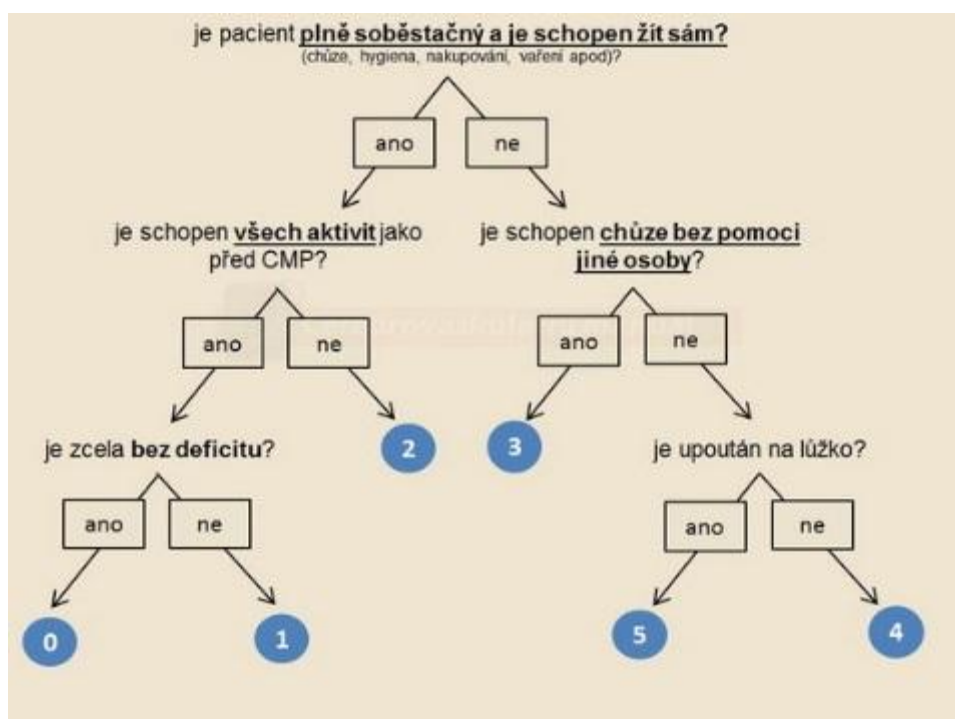 je pacient plně soběstačný a je schopen žít sám?
(chůze, hygiena, nakupování, vaření apod)?
ano
ne
je schopen všech aktivit jako
před CMP?
je schopen chůze bez pomoci
jiné osoby?
ano
ne
ano
ne
je zcela bez deficitu?
2
3
je upoután na lůžko?
ano
ne
ano
ne
0
1
5
4